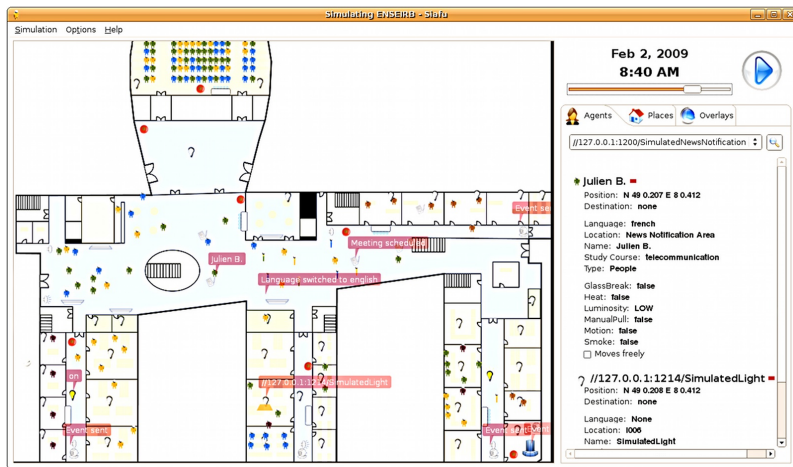 Simulating ENSEIRB - Siafu
Simulation Options Help
Feb 2, 2009
8:40 AM
Agents Places Overlays
//127.0.0.1:1200/SimulatedNewsNotification
Julien B.
Position: N 49 0.207 E 8 0.412
Destination: none
Language: french
Location: News Notification Area
Name: Julien B.
Study Course: telecommunication
Type: People
GlassBreak: false
Heat: false
Luminosity: LOW
ManualPull: false
Motion: false
Smoke: false
Moves freely
//127.0.0.1:1214/SimulatedLight
Position: N 49 0.208 E 8 0.412
Destination: none
Language: None
Location: I006
Name: SimulatedLight
Event
Meeting scheduled
Julien B.
Language switched to english
on
//127.0.0.1:1214/SimulatedLight
Event sent
Event sent